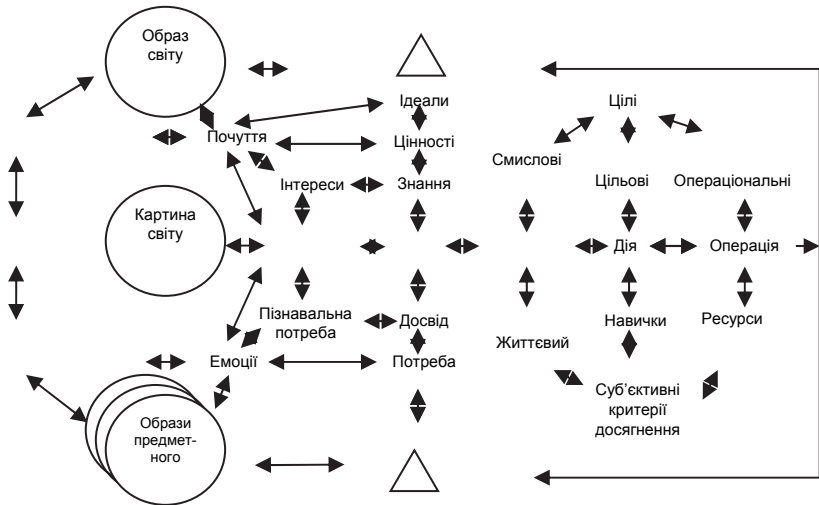 Образ
світу
Ідеали
Цілі
Почуття
Цінності
Смислові
Інтереси
Знання
Цільові
Операціональні
Картина
світу
Дія
Операція
Пізнавальна
потреба
Досвід
Навички
Ресурси
Життєвий
Емоції
Потреба
Суб’єктивні
критерії
досягнення
Образи
предмет-
ного